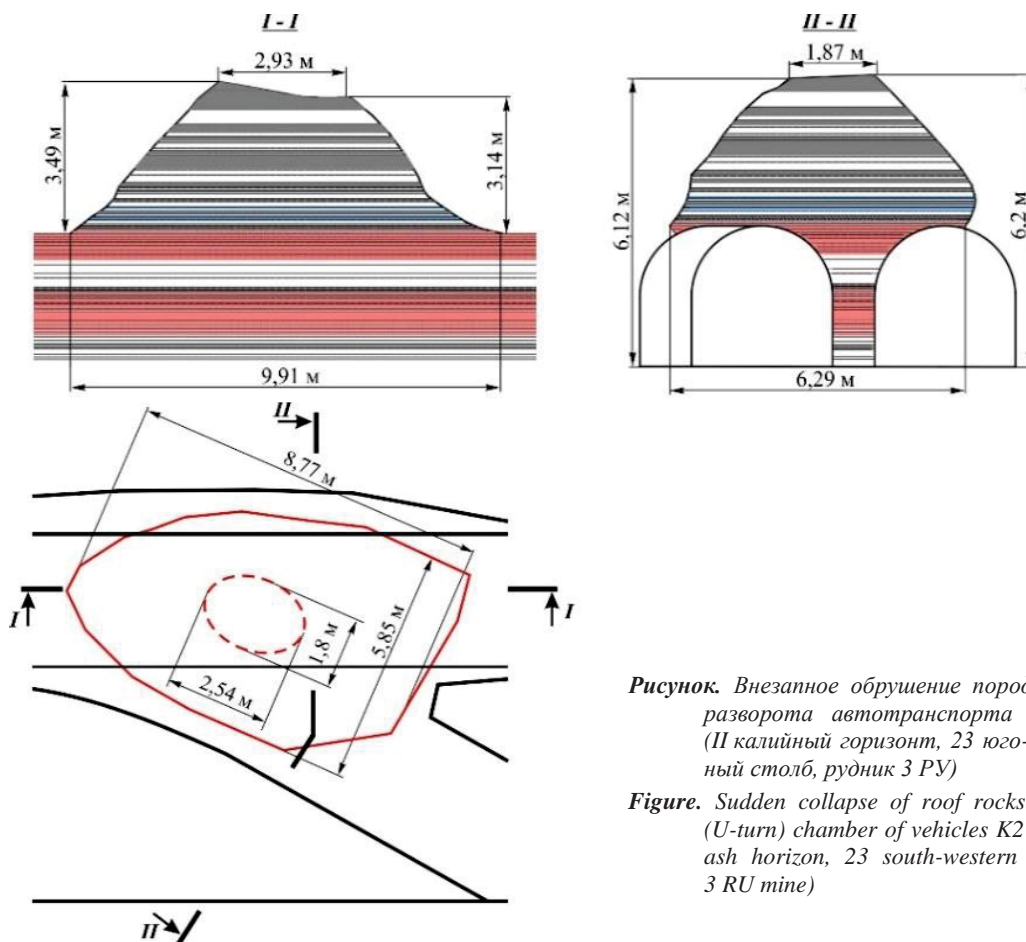 I - I
2,93 м
3,49 м
3,14 м
9,91 м
II - II
1,87 м
6,12 м
6,2 м
6,29 м
II
8,77 м
I
I
5,85 м
1,8 м
2,54 м
II
Рисунок. Внезапное обрушение пород
разворота автотранспорта
(II калийный горизонт, 23 юго-
ный столб, рудник 3 РУ)
Figure. Sudden collapse of roof rocks
(U-turn) chamber of vehicles K2
ash horizon, 23 south-western
3 RU mine)